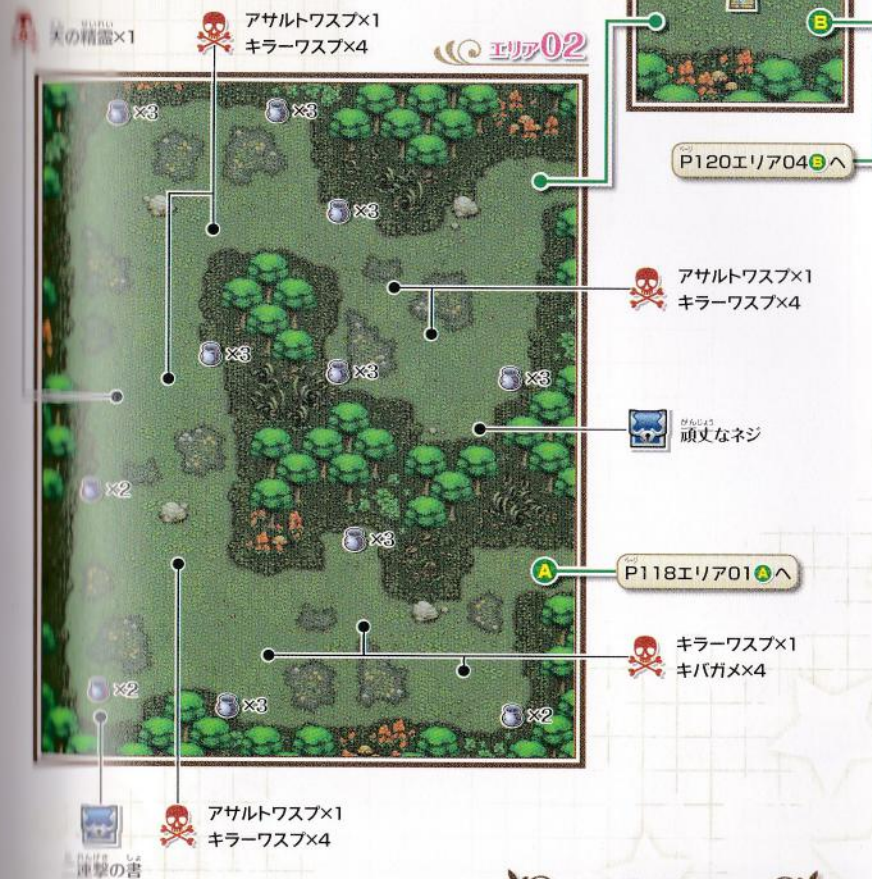 の精霊×1
アサルトワスプ×1
キラーワスプ×4
エリア02
B
×3
×3
P120エリア04Bへ
×3
アサルトワスプ×1
キラーワスプ×4
×3
×3
×3
頑丈なネジ
×2
×3
A
P118エリア01Aへ
キラーワスプ×1
キバガメ×4
×2
×3
×2
アサルトワスプ×1
キラーワスプ×4
連撃の書